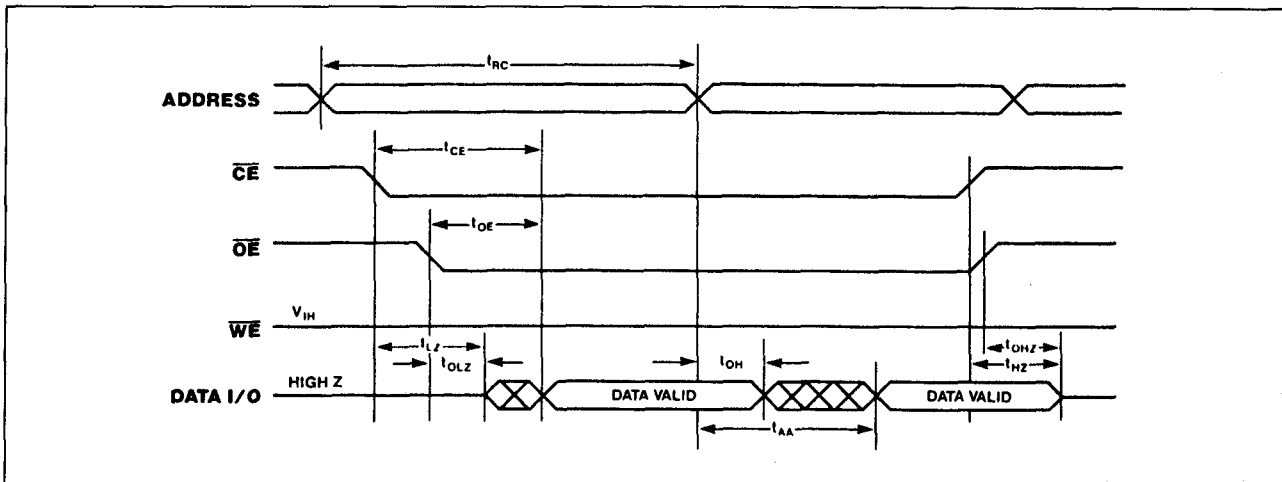 tRC
ADDRESS
tCE
CE
tOE
OE
VIH
WE
tLZ
tOLZ
tOH
tOHZ
tHZ
HIGH Z
DATA I/O
DATA VALID
DATA VALID
tAA